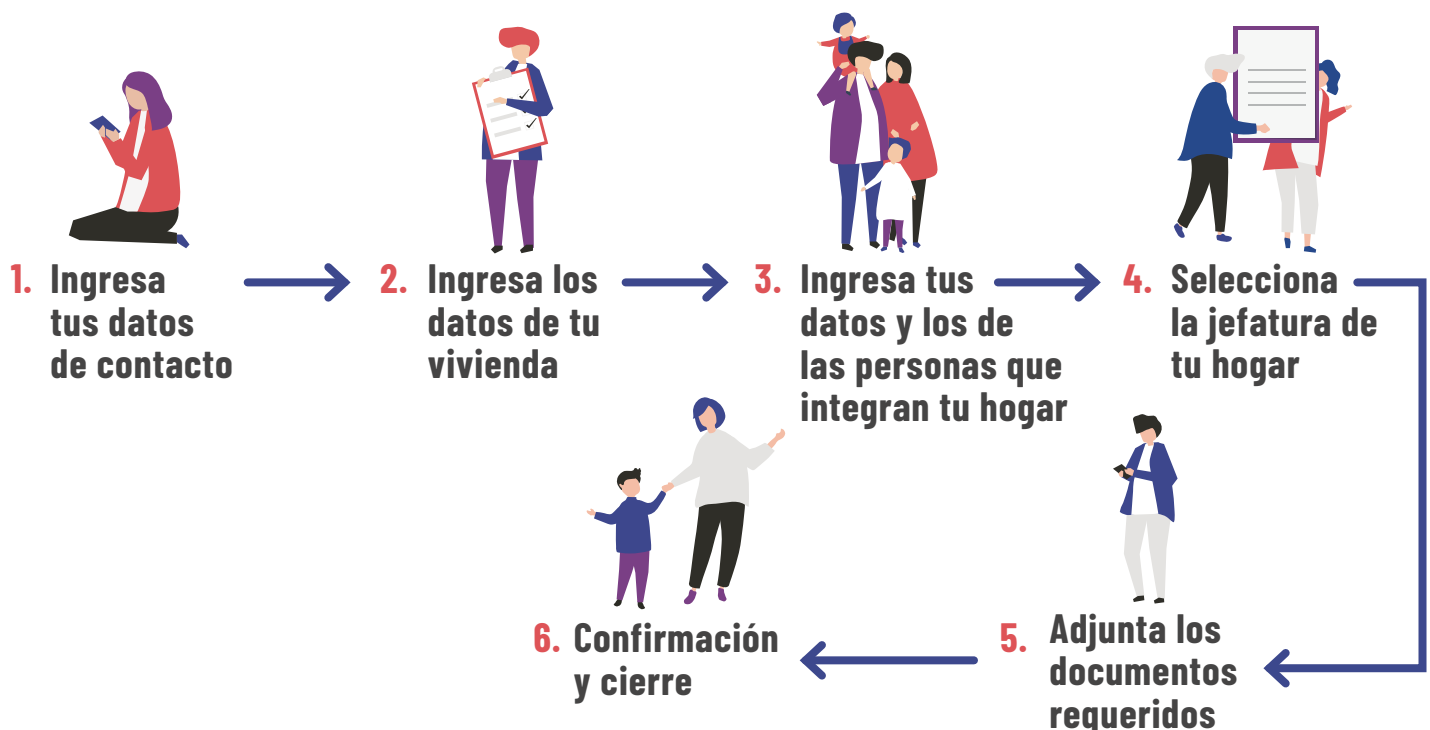 1. Ingresa
tus datos
de contacto
2. Ingresa los
datos de tu
vivienda
3. Ingresa tus
datos y los de
las personas que
integran tu hogar
4. Selecciona
la jefatura de
tu hogar
5. Adjunta los
documentos
requeridos
6. Confirmación
y cierre